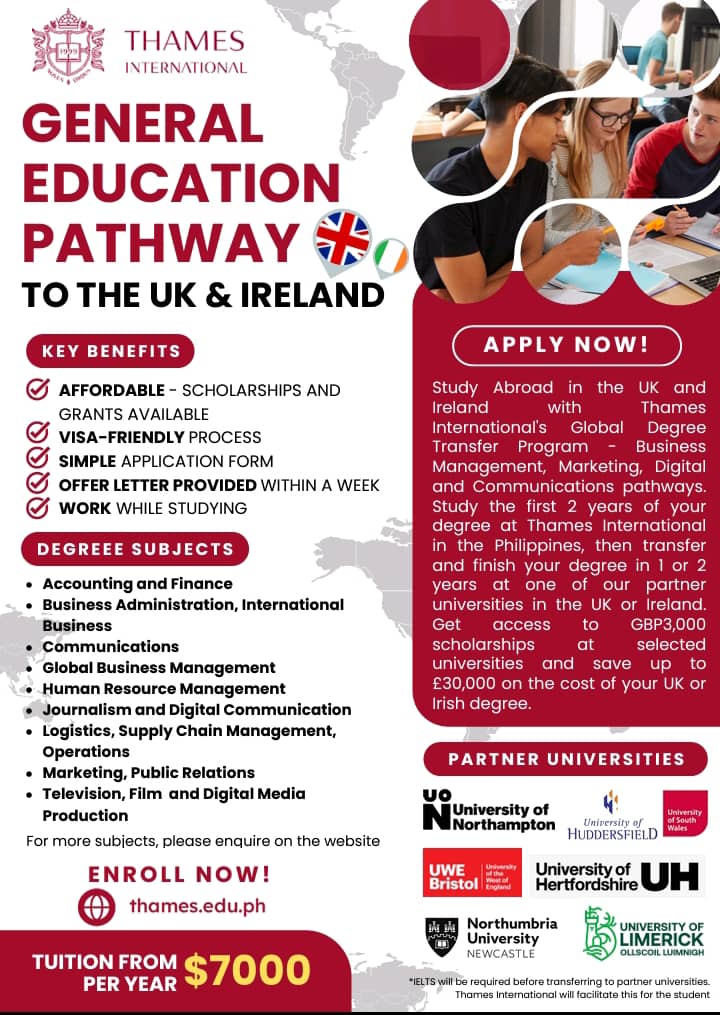 THAMES
INTERNATIONAL
1999
GENERAL
EDUCATION
PATHWAY
TO THE UK & IRELAND
KEY BENEFITS
AFFORDABLE - SCHOLARSHIPS AND
GRANTS AVAILABLE
VISA-FRIENDLY PROCESS
SIMPLE APPLICATION FORM
OFFER LETTER PROVIDED WITHIN A WEEK
WORK WHILE STUDYING
DEGREEE SUBJECTS
• Accounting and Finance
• Business Administration, International
Business
• Communications
• Global Business Management
• Human Resource Management
• Journalism and Digital Communication
• Logistics, Supply Chain Management,
Operations
• Marketing, Public Relations
• Television, Film and Digital Media
Production
For more subjects, please enquire on the website
ENROLL NOW!
thames.edu.ph
TUITION FROM
PER YEAR
$7000
APPLY NOW!
Study Abroad in the UK and
Ireland with Thames
International's Global Degree
Transfer Program - Business
Management, Marketing, Digital
and Communications pathways.
Study the first 2 years of your
degree at Thames International
in the Philippines, then transfer
and finish your degree in 1 or 2
years at one of our partner
universities in the UK or Ireland.
Get access to GBP3,000
scholarships at selected
universities and save up to
£30,000 on the cost of your UK or
Irish degree.
PARTNER UNIVERSITIES
UON
University of
Northampton
University of
HUDDERSFIELD
University
of South
Wales
UWE
Bristol
University
of the
West of
England
University of
Hertfordshire
UH
Northumbria
University
NEWCASTLE
UNIVERSITY OF
LIMERICK
OLLSCOIL LUIMNIGH
*IELTS will be required before transferring to partner universities.
Thames International will facilitate this for the student